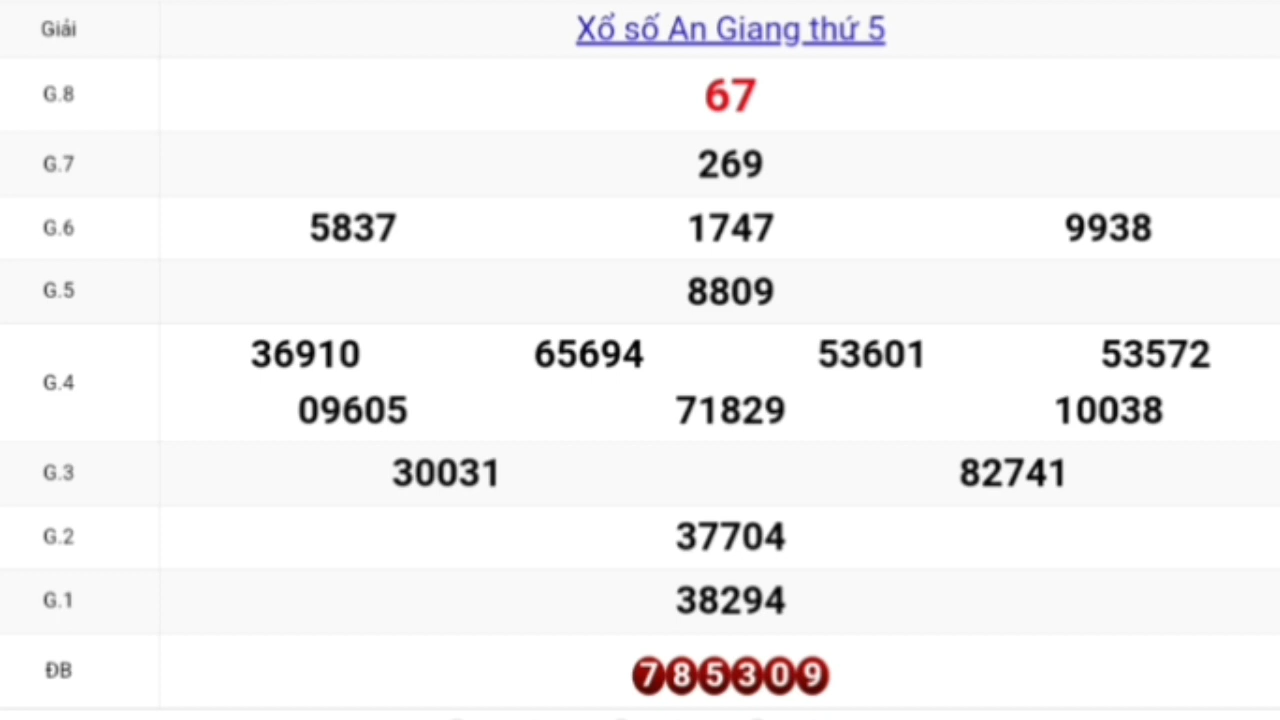 Giải Xổ số An Giang thứ 5
G.8 67
G.7 269
G.6 5837 1747 9938
G.5 8809
G.4 36910 65694 53601 53572
09605 71829 10038
G.3 30031 82741
G.2 37704
G.1 38294
ĐB 785309